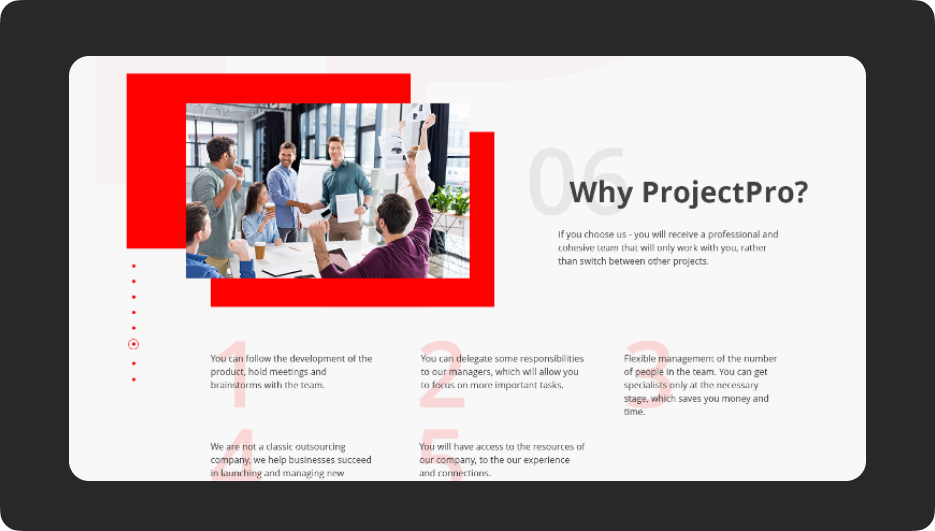 06
Why ProjectPro?
If you choose us - you will receive a professional and
cohesive team that will only work with you, rather
than switch between other projects.
1
You can follow the development of the
product, hold meetings and
brainstorms with the team.
2
You can delegate some responsibilities
to our managers, which will allow you
to focus on more important tasks.
3
Flexible management of the number
of people in the team. You can get
specialists only at the necessary
stage, which saves you money and
time.
4
We are not a classic outsourcing
company, we help businesses succeed
in launching and managing new
5
You will have access to the resources of
our company, to the our experience
and connections.